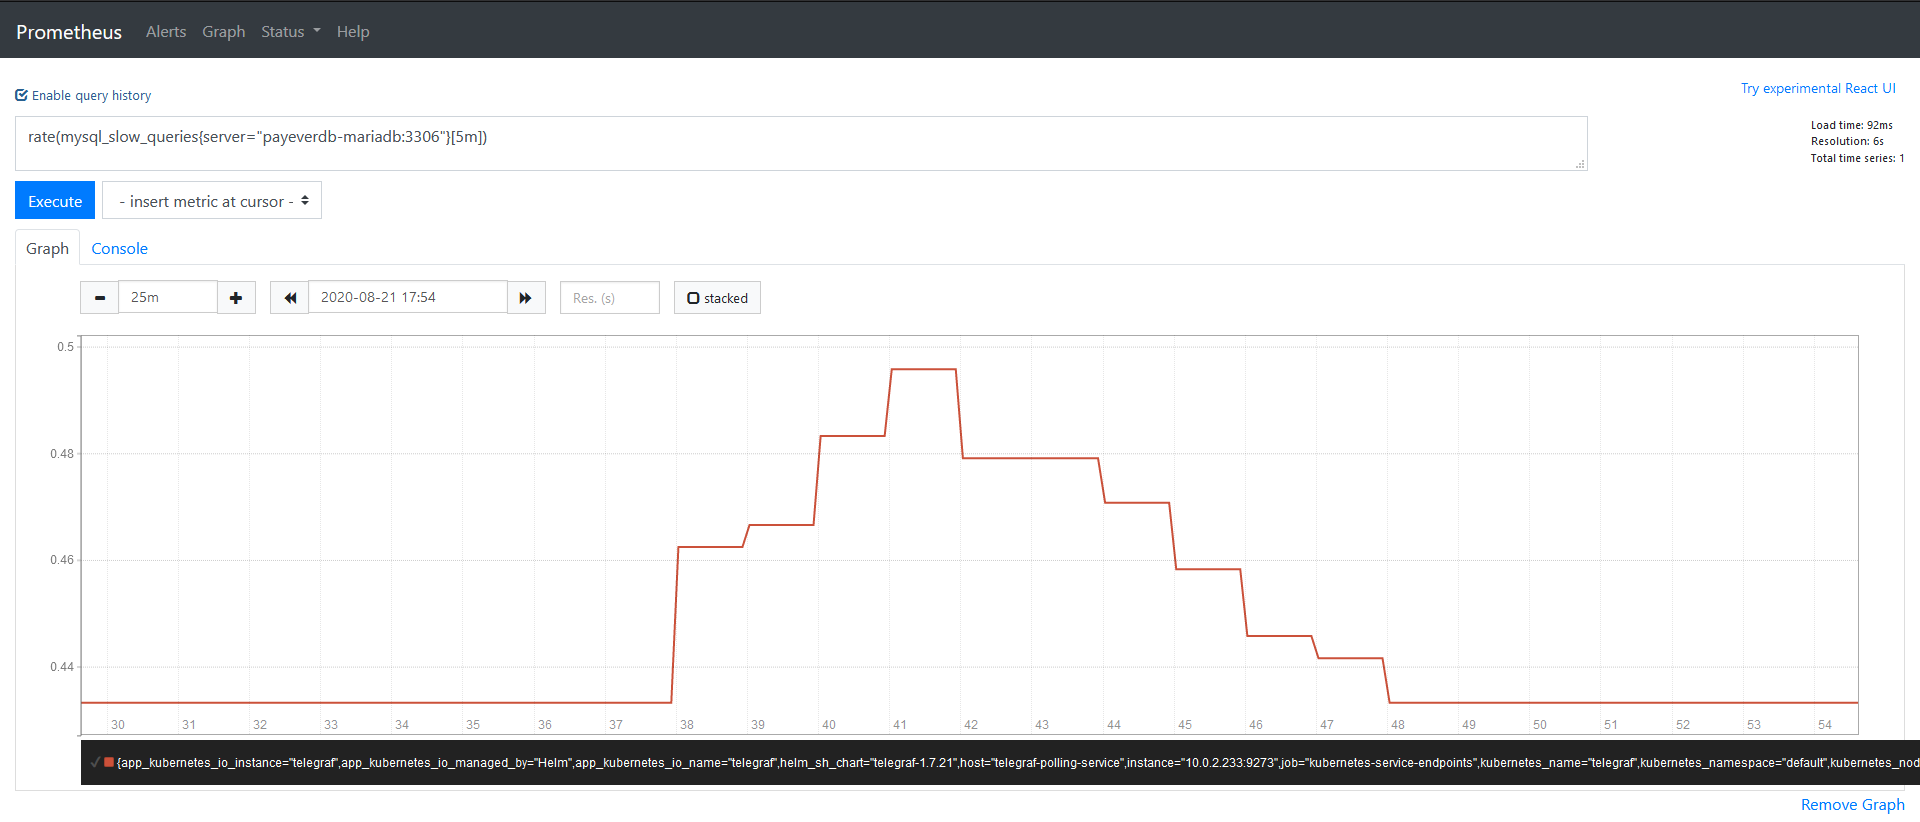 Prometheus Alerts Graph Status Help
Enable query history
Try experimental React UI
rate(mysql_slow_queries{server="payeverdb-mariadb:3306"}[5m])
Load time: 92ms
Resolution: 6s
Total time series: 1
Execute - insert metric at cursor -
Graph Console
25m 2020-08-21 17:54 Res. (s) stacked
0.5
0.48
0.46
0.44
30 31 32 33 34 35 36 37 38 39 40 41 42 43 44 45 46 47 48 49 50 51 52 53 54
{app_kubernetes_io_instance="telegraf",app_kubernetes_io_managed_by="Helm",app_kubernetes_io_name="telegraf",helm_sh_chart="telegraf-1.7.21",host="telegraf-polling-service",instance="10.0.2.233:9273",job="kubernetes-service-endpoints",kubernetes_name="telegraf",kubernetes_namespace="default",kubernetes_nod
Remove Graph